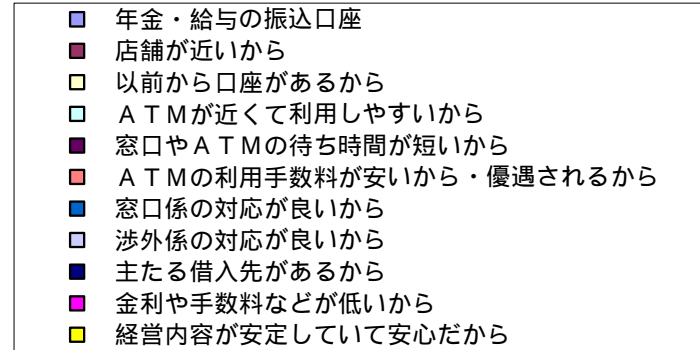 年金・給与の振込口座
店舗が近いから
以前から口座があるから
ＡＴＭが近くて利用しやすいから
窓口やＡＴＭの待ち時間が短いから
ＡＴＭの利用手数料が安いから・優遇されるから
窓口係の対応が良いから
渉外係の対応が良いから
主たる借入先があるから
金利や手数料などが低いから
経営内容が安定していて安心だから